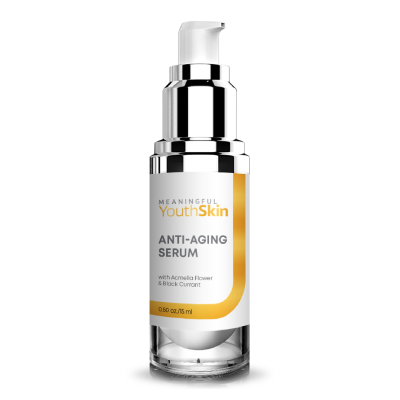 MEANINGFUL
YouthSkin
ANTI-AGING
SERUM
with Acmella Flower
& Black Currant
0.50 oz./15 ml